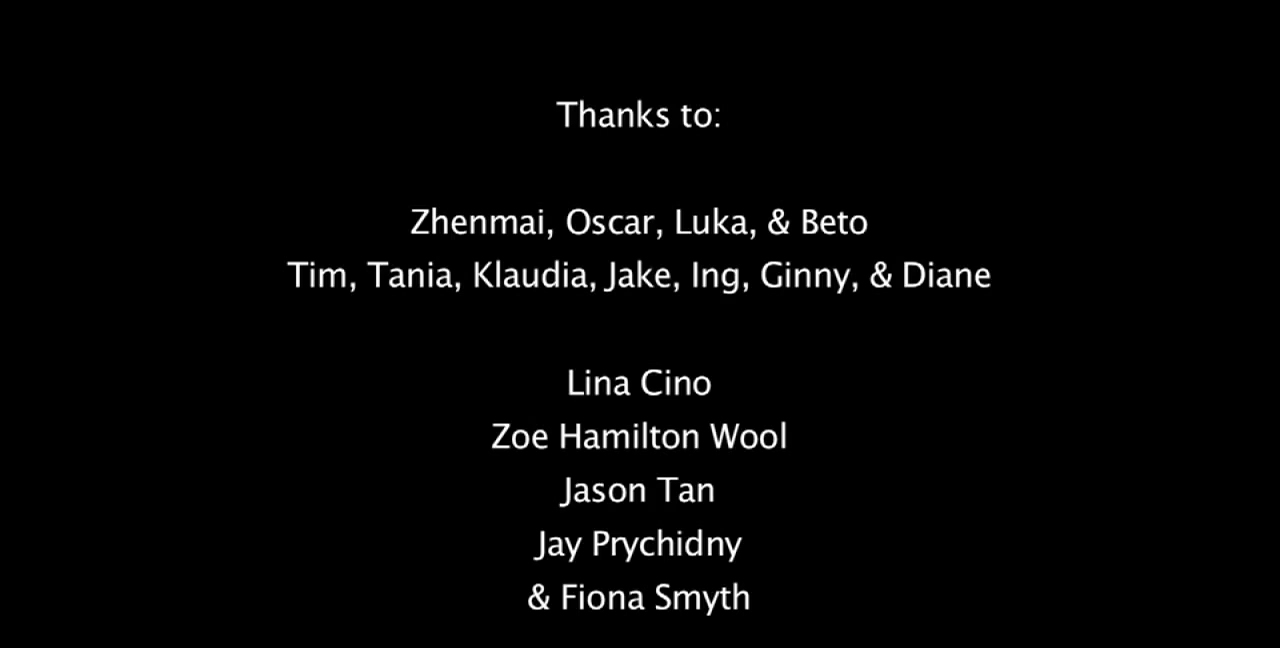 Thanks to:
Zhenmai, Oscar, Luka, & Beto
Tim, Tania, Klaudia, Jake, Ing, Ginny, & Diane
Lina Cino
Zoe Hamilton Wool
Jason Tan
Jay Prychidny
& Fiona Smyth